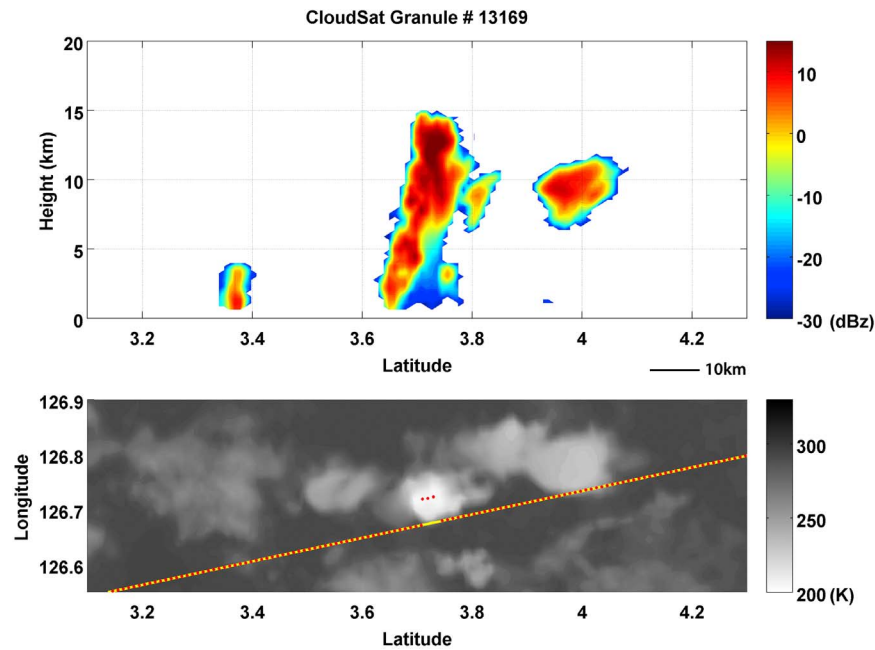 CloudSat Granule # 13169
20
15
10
5
0
Height (km)
3.2 3.4 3.6 3.8 4 4.2
Latitude
10
0
-10
-20
-30 (dBz)
10km
126.9
126.8
126.7
126.6
Longitude
3.2 3.4 3.6 3.8 4 4.2
Latitude
300
250
200 (K)